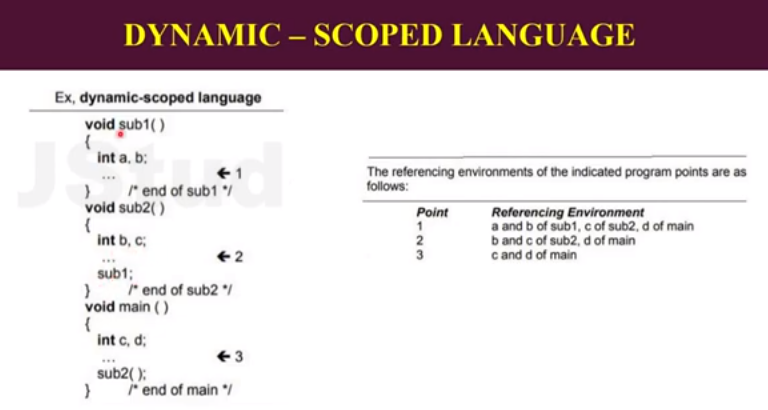 DYNAMIC – SCOPED LANGUAGE
Ex, dynamic-scoped language
void sub1( )
{
int a, b;
... ← 1
} /* end of sub1 */
void sub2( )
{
int b, c;
... ← 2
sub1;
} /* end of sub2 */
void main ( )
{
int c, d;
... ← 3
sub2( );
} /* end of main */
The referencing environments of the indicated program points are as
follows:
Point Referencing Environment
1 a and b of sub1, c of sub2, d of main
2 b and c of sub2, d of main
3 c and d of main
JStud